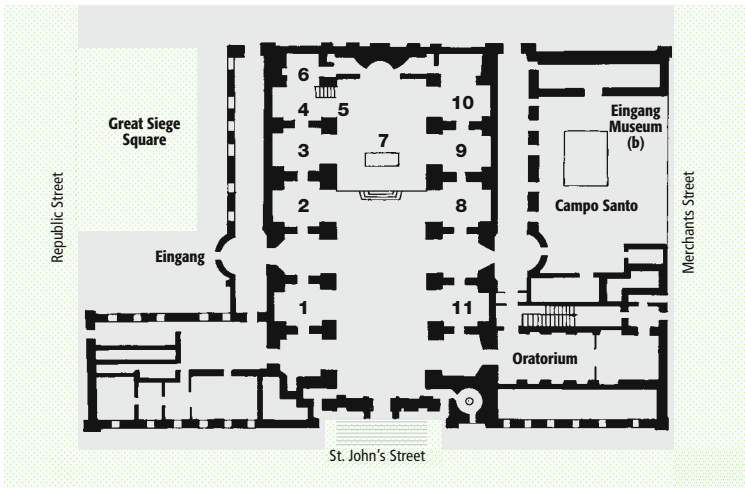 6
Great Siege
Square
4
5
10
Eingang
Museum
(b)
3
7
9
Republic Street
2
8
Campo Santo
Merchants Street
Eingang
1
11
Oratorium
St. John's Street